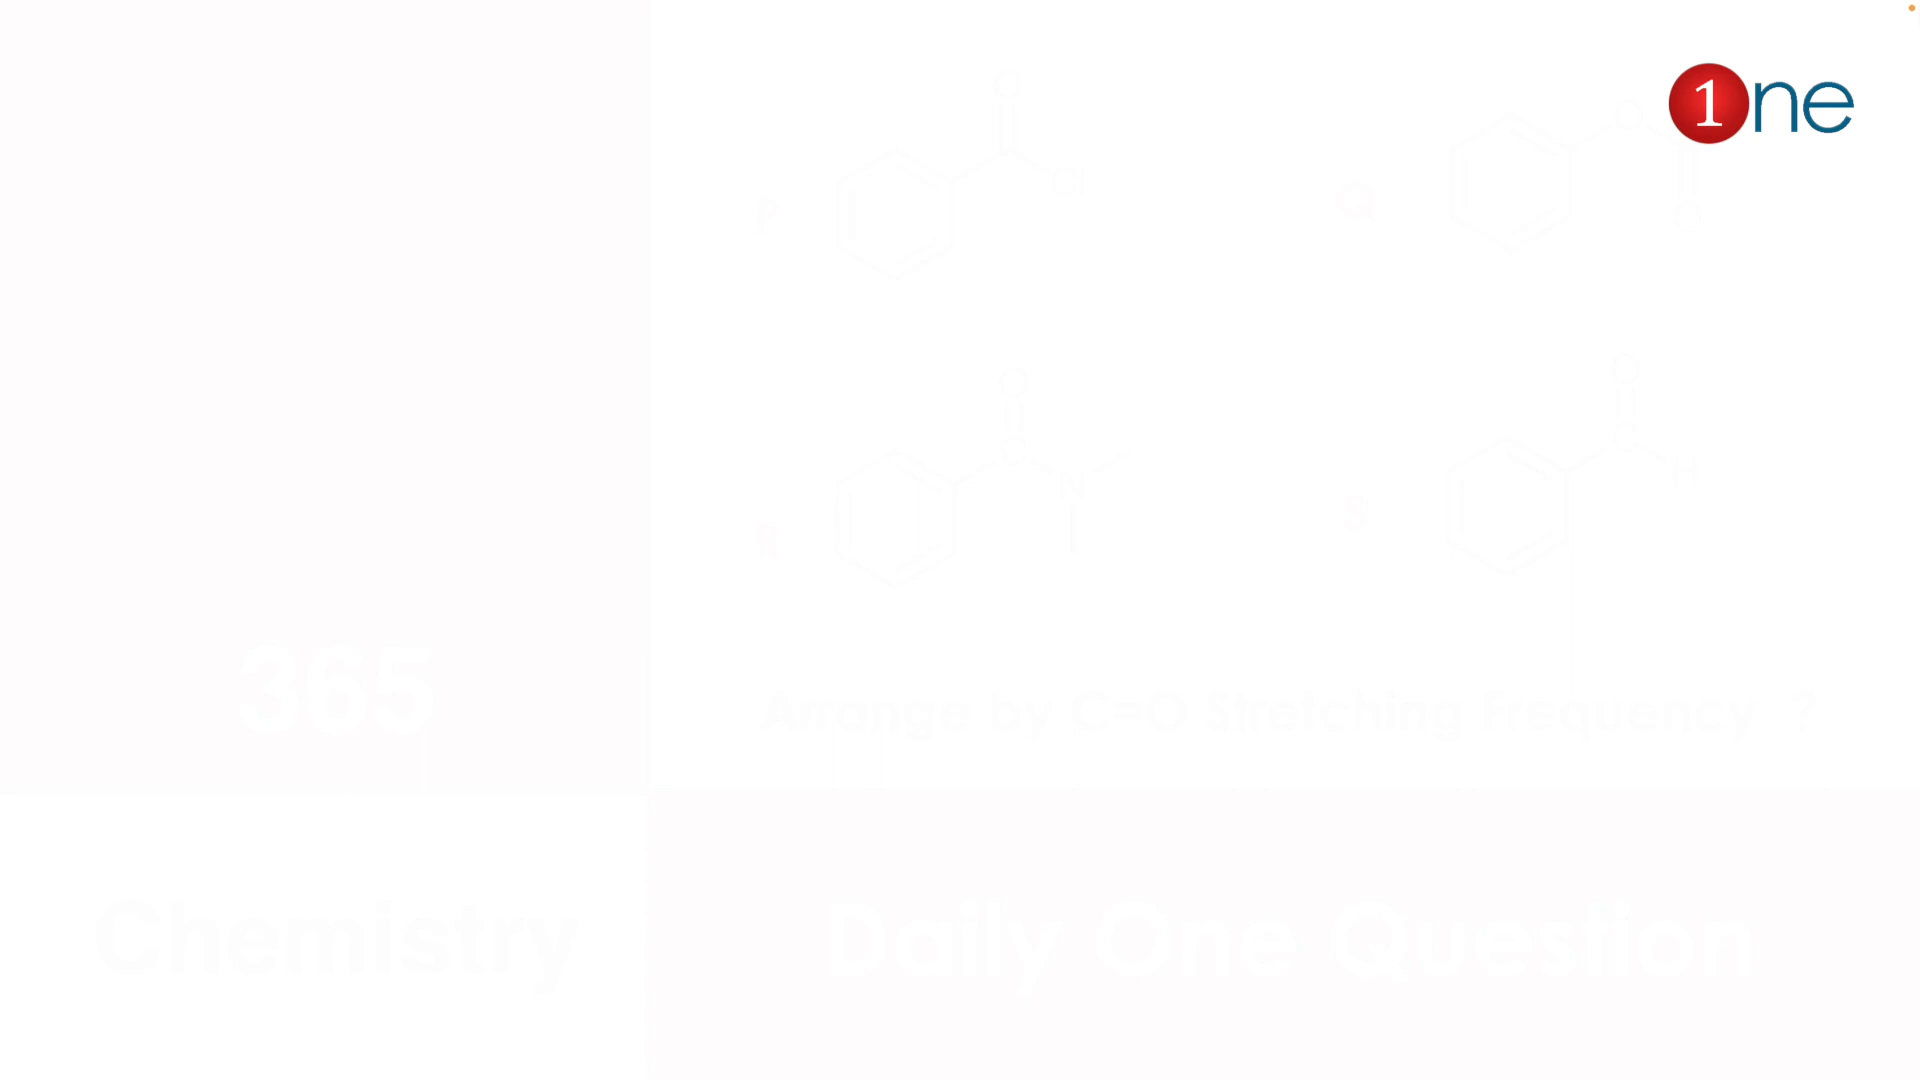 1ne
O
Cl
P
O
O
Q
O
C
N
R
O
C
H
S
365
Arrange by C=O Stretching Frequency ?
Chemistry
Daily One Question